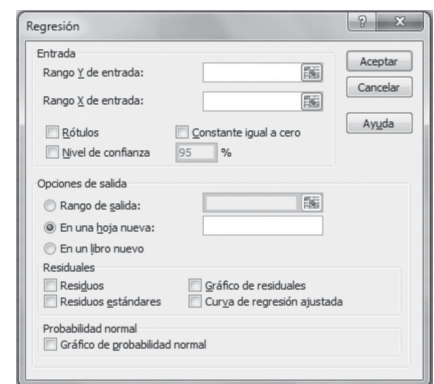 Regresión
? X
Entrada
Rango Y de entrada:
Rango X de entrada:
Rótulos Constante igual a cero
Nivel de confianza 95 %
Aceptar
Cancelar
Ayuda
Opciones de salida
Rango de salida:
En una hoja nueva:
En un libro nuevo
Residuales
Residuos Gráfico de residuales
Residuos estándares Curva de regresión ajustada
Probabilidad normal
Gráfico de probabilidad normal